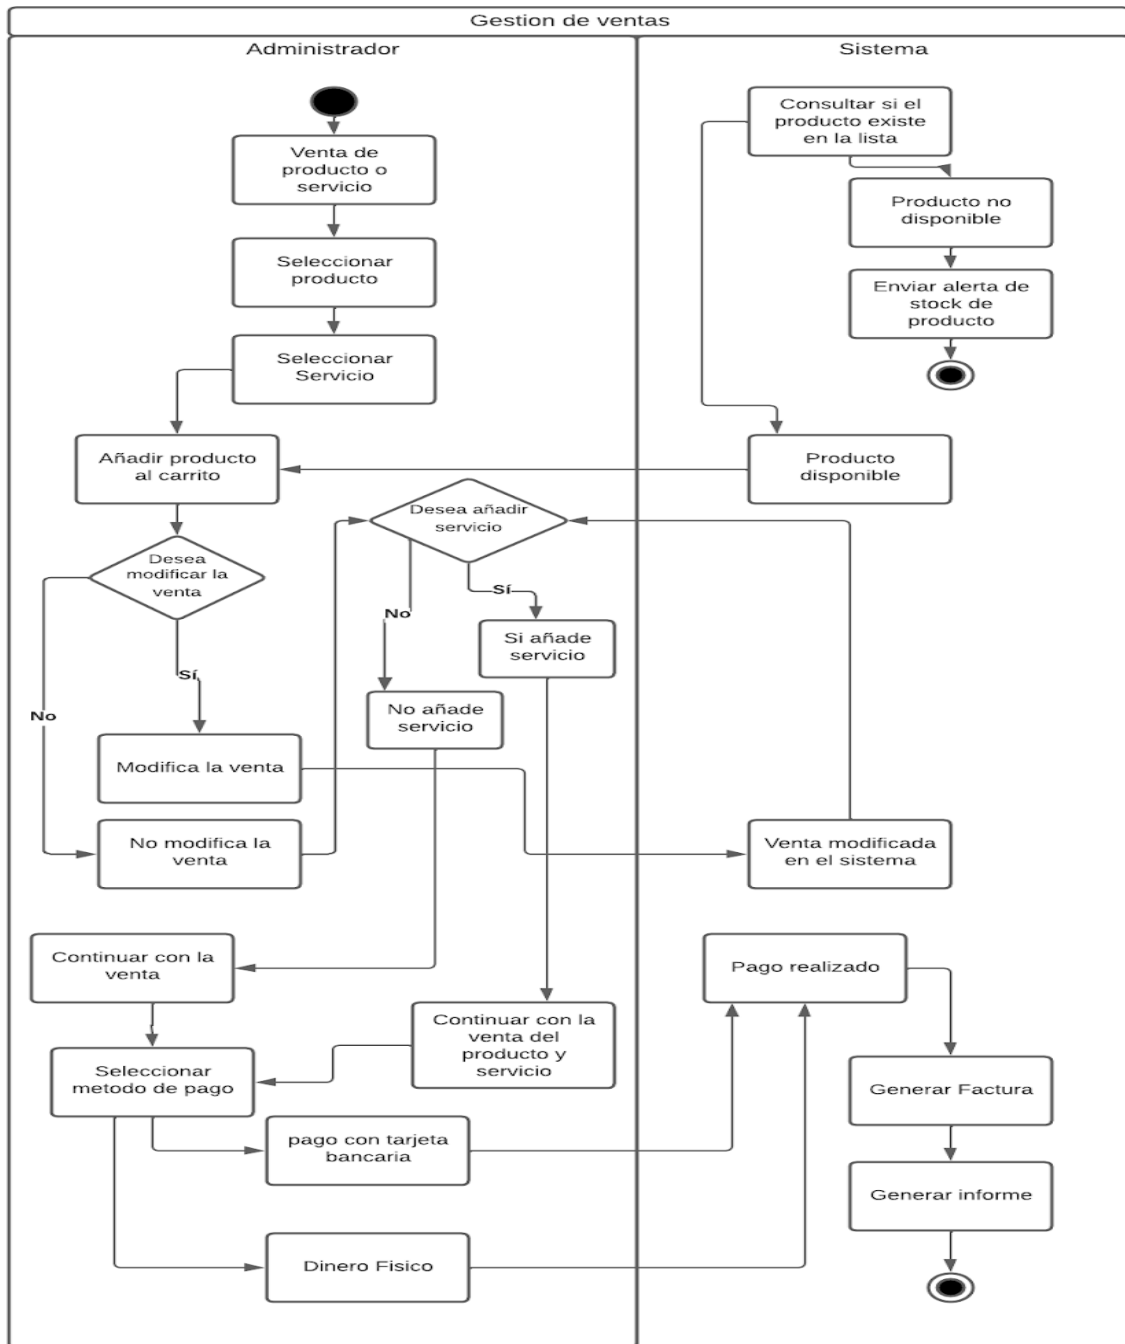 Gestion de ventas
Administrador
Sistema
Venta de
producto o
servicio
Seleccionar
producto
Seleccionar
Servicio
Añadir producto
al carrito
Desea
modificar la
venta
Sí
No
Modifica la venta
No modifica la
venta
Desea añadir
servicio
Sí
No
Si añade
servicio
No añade
servicio
Continuar con la
venta
Continuar con la
venta del
producto y
servicio
Seleccionar
metodo de pago
pago con tarjeta
bancaria
Dinero Fisico
Consultar si el
producto existe
en la lista
Producto no
disponible
Enviar alerta de
stock de
producto
Producto
disponible
Venta modificada
en el sistema
Pago realizado
Generar Factura
Generar informe